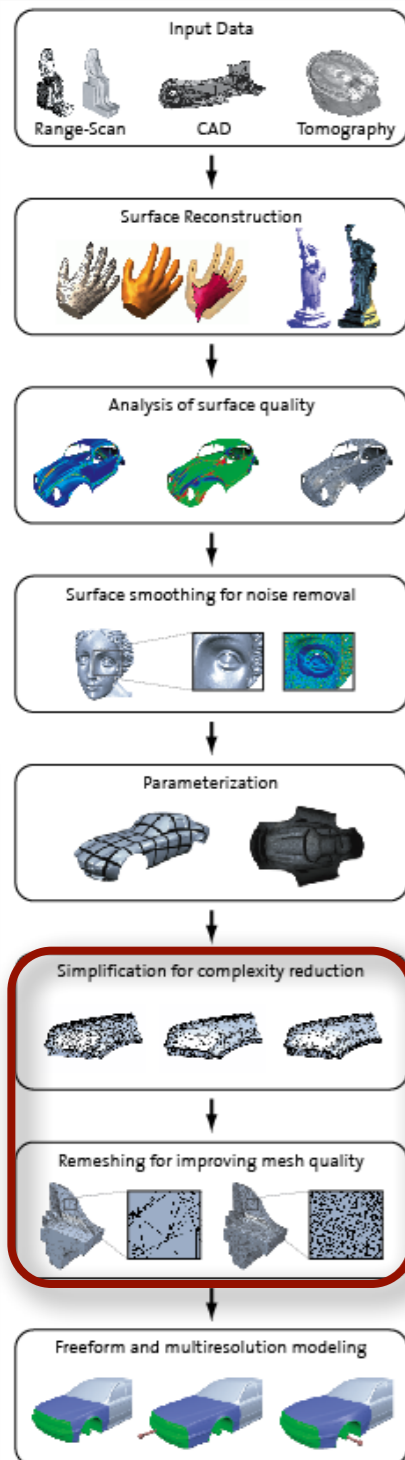 Input Data
Range-Scan CAD Tomography
Surface Reconstruction
Analysis of surface quality
Surface smoothing for noise removal
Parameterization
Simplification for complexity reduction
Remeshing for improving mesh quality
Freeform and multiresolution modeling